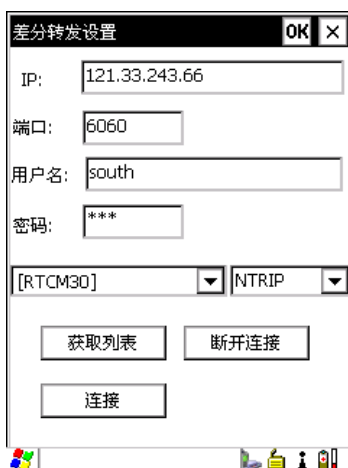 差分转发设置 OK ×
IP: 121.33.243.66
端口: 6060
用户名: south
密码: ***
[RTCM30] NTRIP
获取列表 断开连接
连接